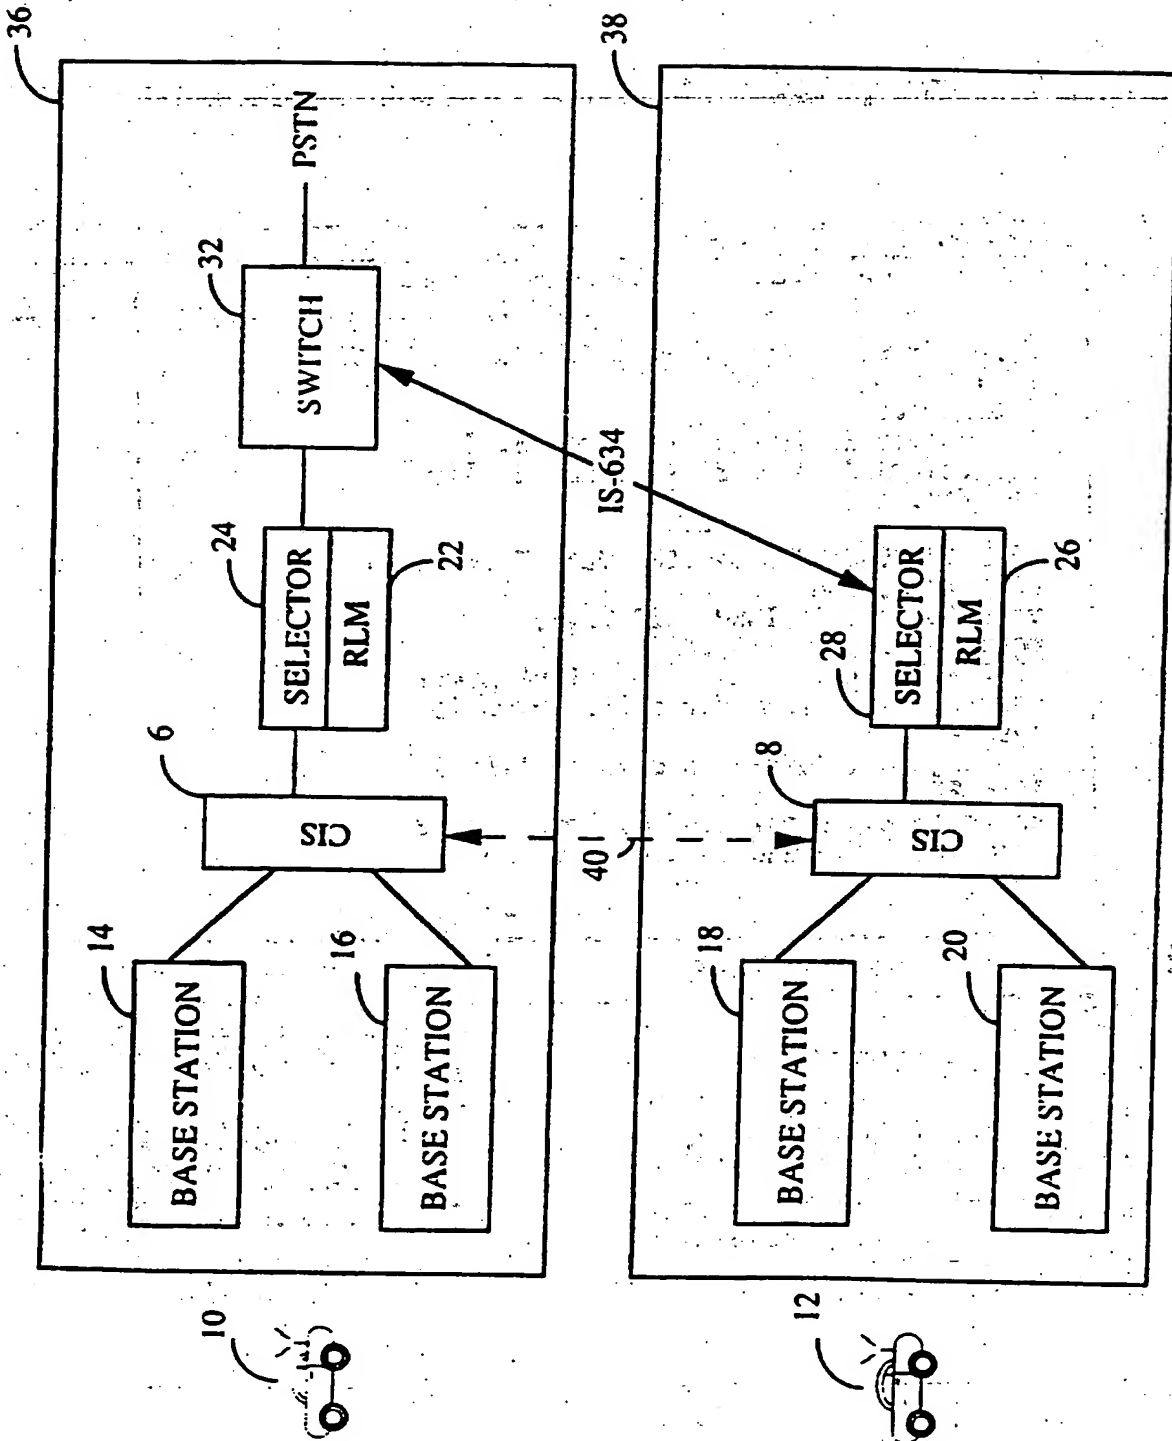 36
PSTN
32
SWITCH
24
SELECTOR
RLM
22
6
CIS
14
BASE STATION
16
BASE STATION
10
IS-634
40
38
28
SELECTOR
RLM
26
8
CIS
18
BASE STATION
20
BASE STATION
12